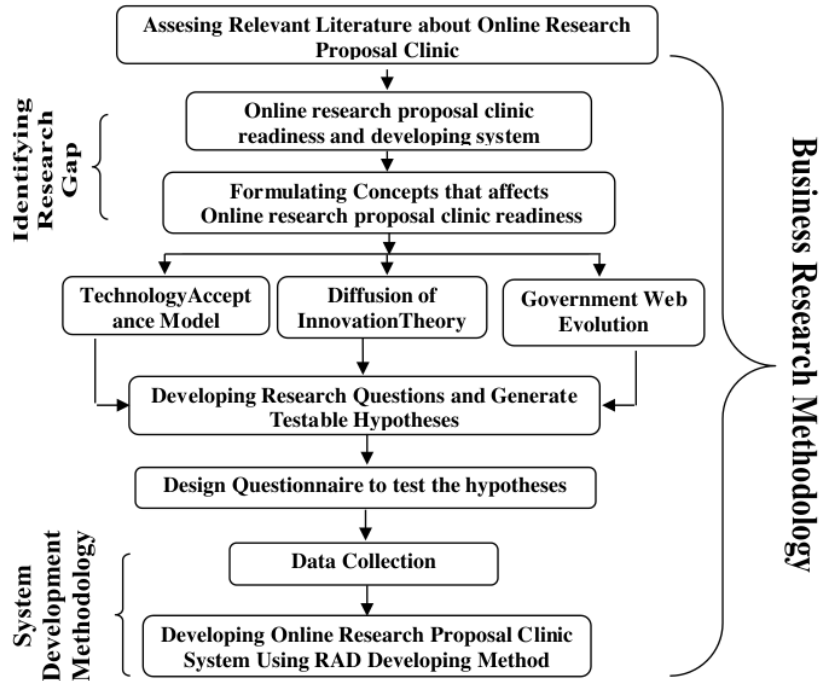 Assesing Relevant Literature about Online Research
Proposal Clinic
Online research proposal clinic
readiness and developing system
Identifying
Research
Gap
Formulating Concepts that affects
Online research proposal clinic readiness
TechnologyAccept
ance Model
Diffusion of
InnovationTheory
Government Web
Evolution
Developing Research Questions and Generate
Testable Hypotheses
Design Questionnaire to test the hypotheses
Data Collection
System
Development
Methodology
Developing Online Research Proposal Clinic
System Using RAD Developing Method
Business Research Methodology